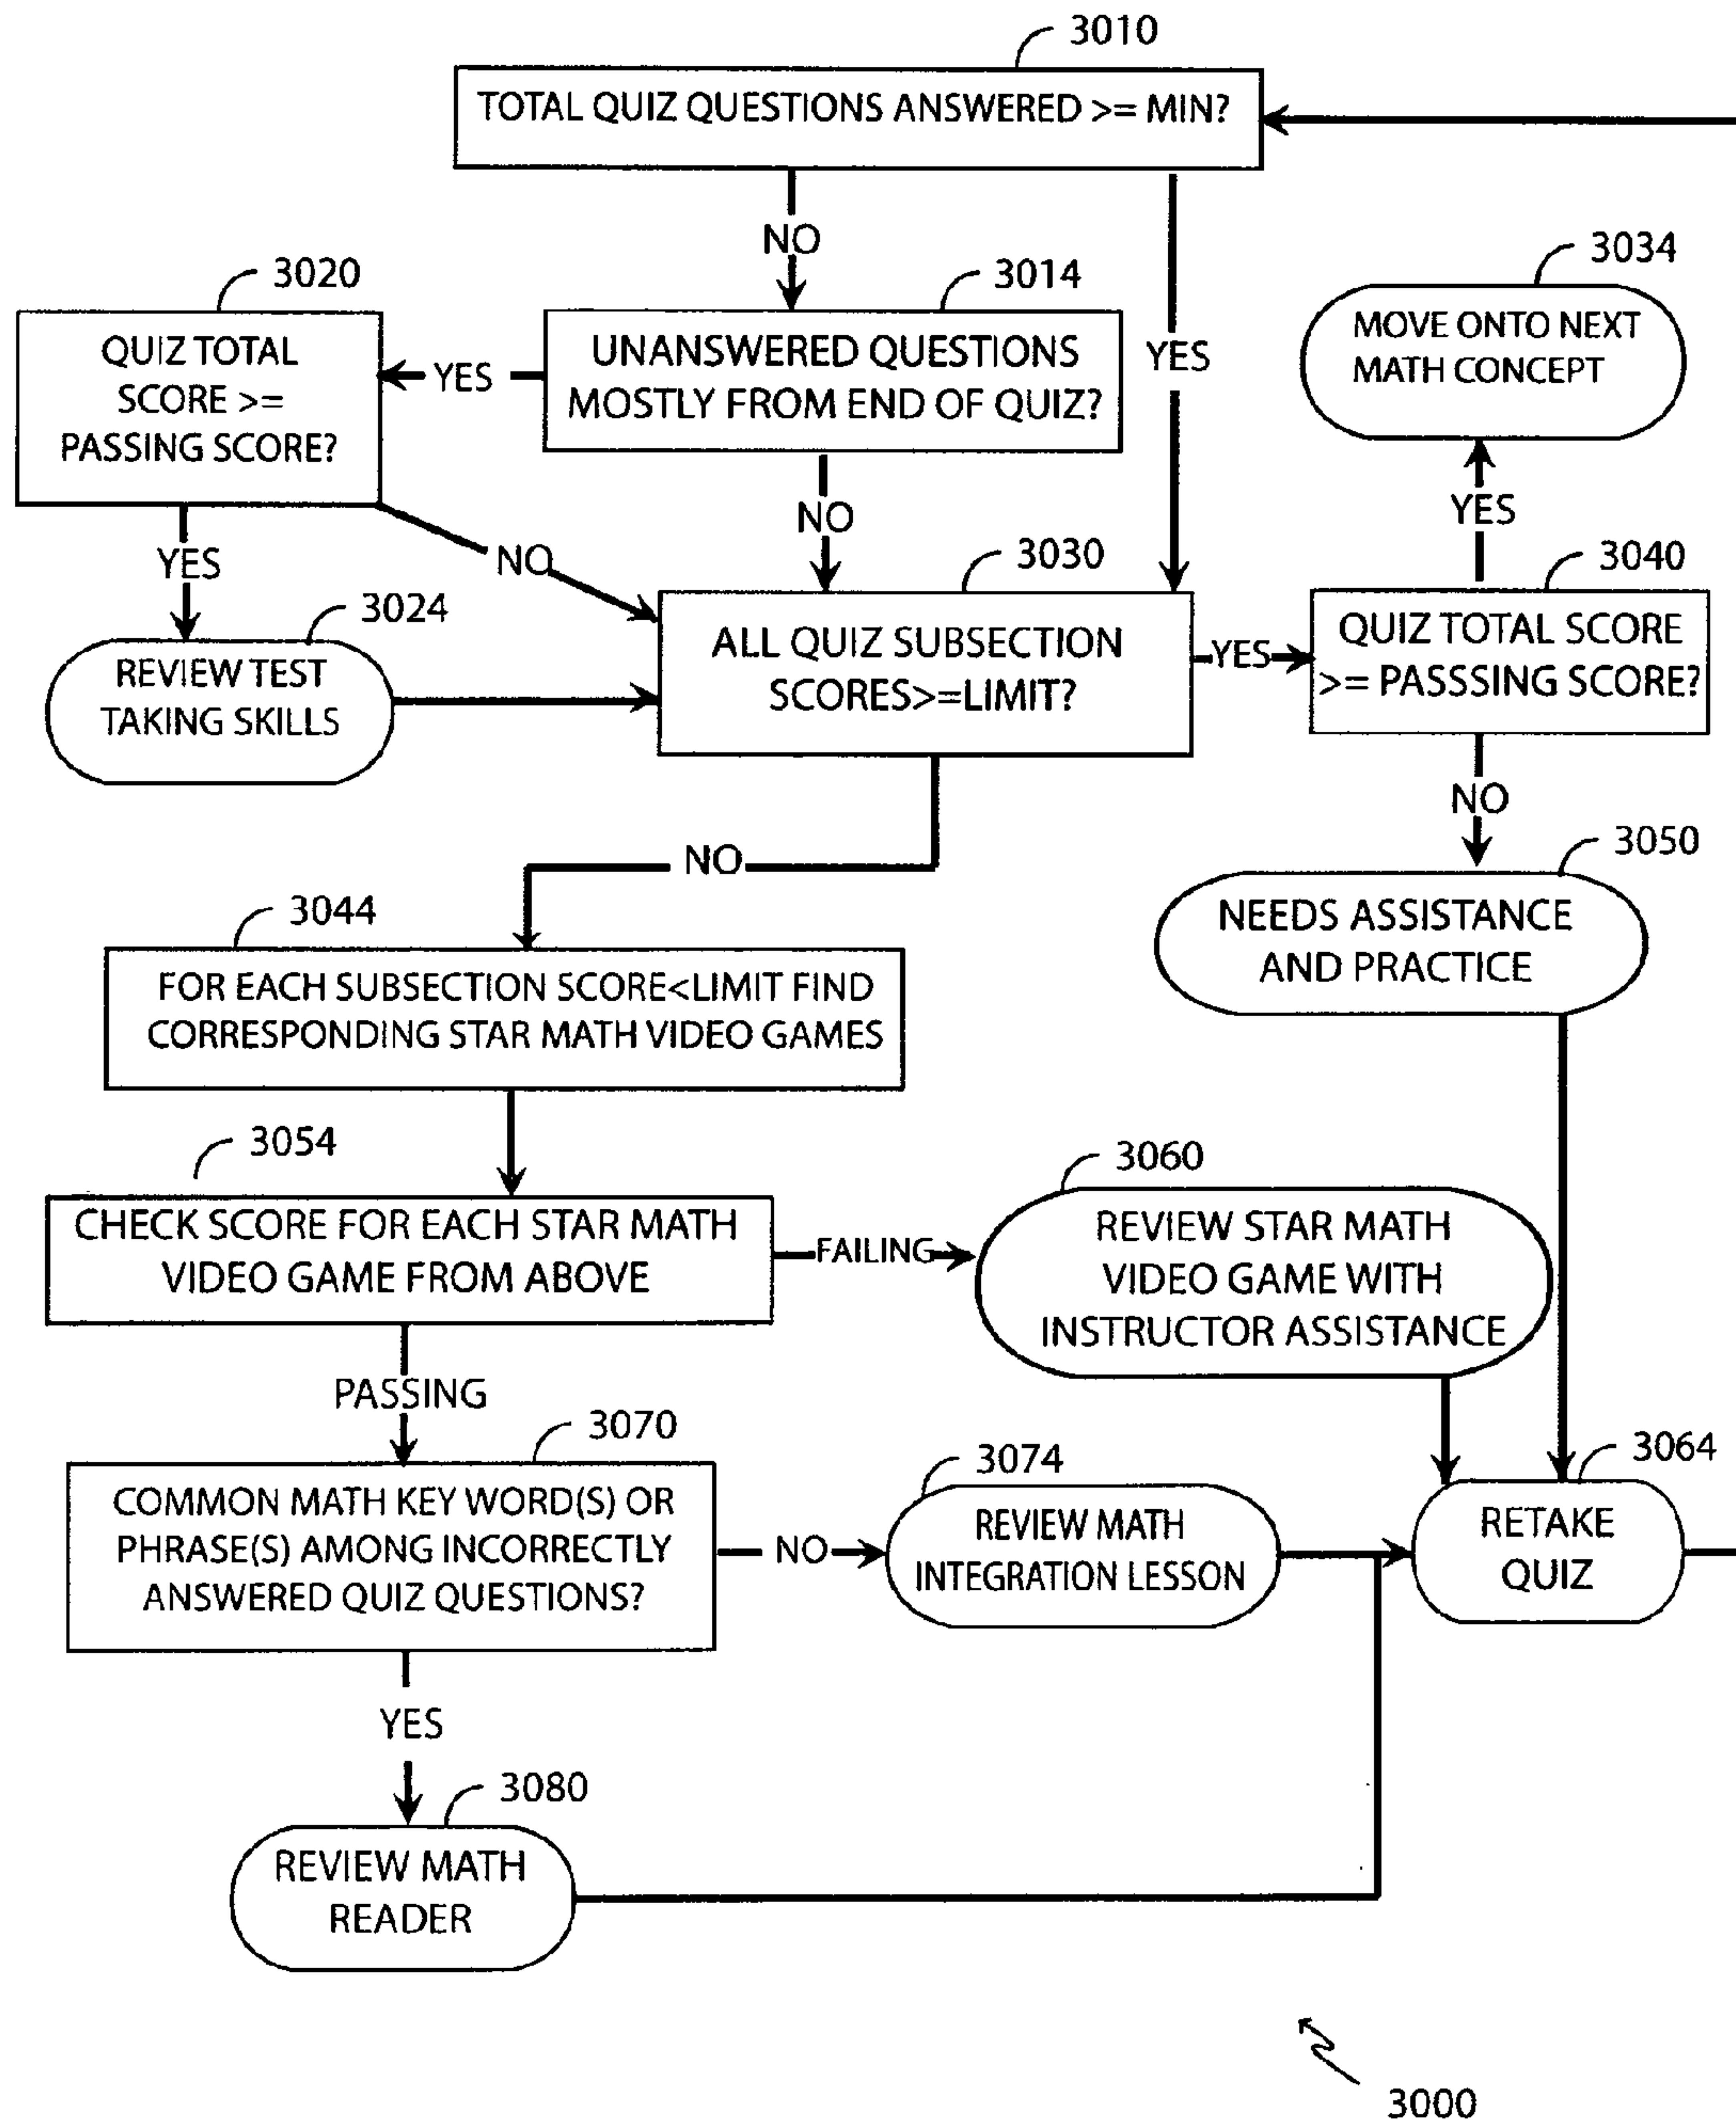 3010
TOTAL QUIZ QUESTIONS ANSWERED >= MIN?
NO
YES
3020
QUIZ TOTAL
SCORE >=
PASSING SCORE?
YES
3014
UNANSWERED QUESTIONS
MOSTLY FROM END OF QUIZ?
3034
MOVE ONTO NEXT
MATH CONCEPT
YES
NO
NO
YES
3024
REVIEW TEST
TAKING SKILLS
3030
ALL QUIZ SUBSECTION
SCORES>=LIMIT?
YES
3040
QUIZ TOTAL SCORE
>= PASSSING SCORE?
NO
NO
3050
NEEDS ASSISTANCE
AND PRACTICE
3044
FOR EACH SUBSECTION SCORE<LIMIT FIND
CORRESPONDING STAR MATH VIDEO GAMES
3054
CHECK SCORE FOR EACH STAR MATH
VIDEO GAME FROM ABOVE
FAILING
3060
REVIEW STAR MATH
VIDEO GAME WITH
INSTRUCTOR ASSISTANCE
PASSING
3070
COMMON MATH KEY WORD(S) OR
PHRASE(S) AMONG INCORRECTLY
ANSWERED QUIZ QUESTIONS?
NO
3074
REVIEW MATH
INTEGRATION LESSON
3064
RETAKE
QUIZ
YES
3080
REVIEW MATH
READER
3000